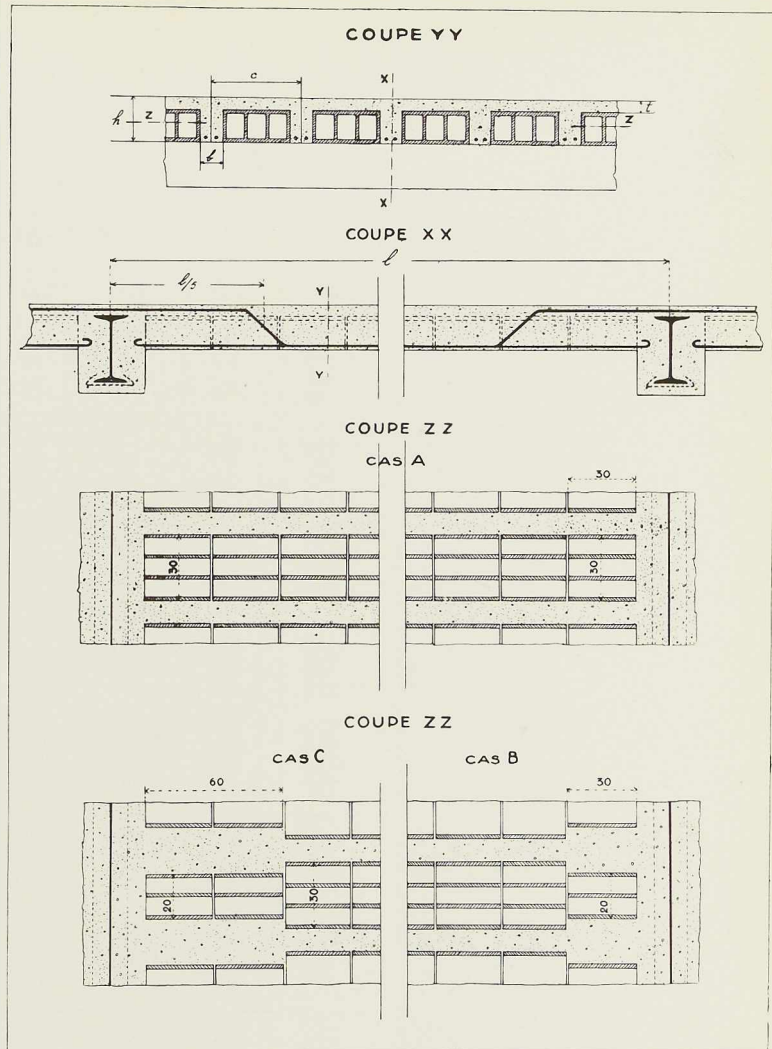 COUPE YY
c
X
h
Z
t
Z
b
X
COUPE XX
l
l/5
Y
Y
COUPE ZZ
CAS A
30
30
30
COUPE ZZ
CAS C
CAS B
60
30
20
30
20